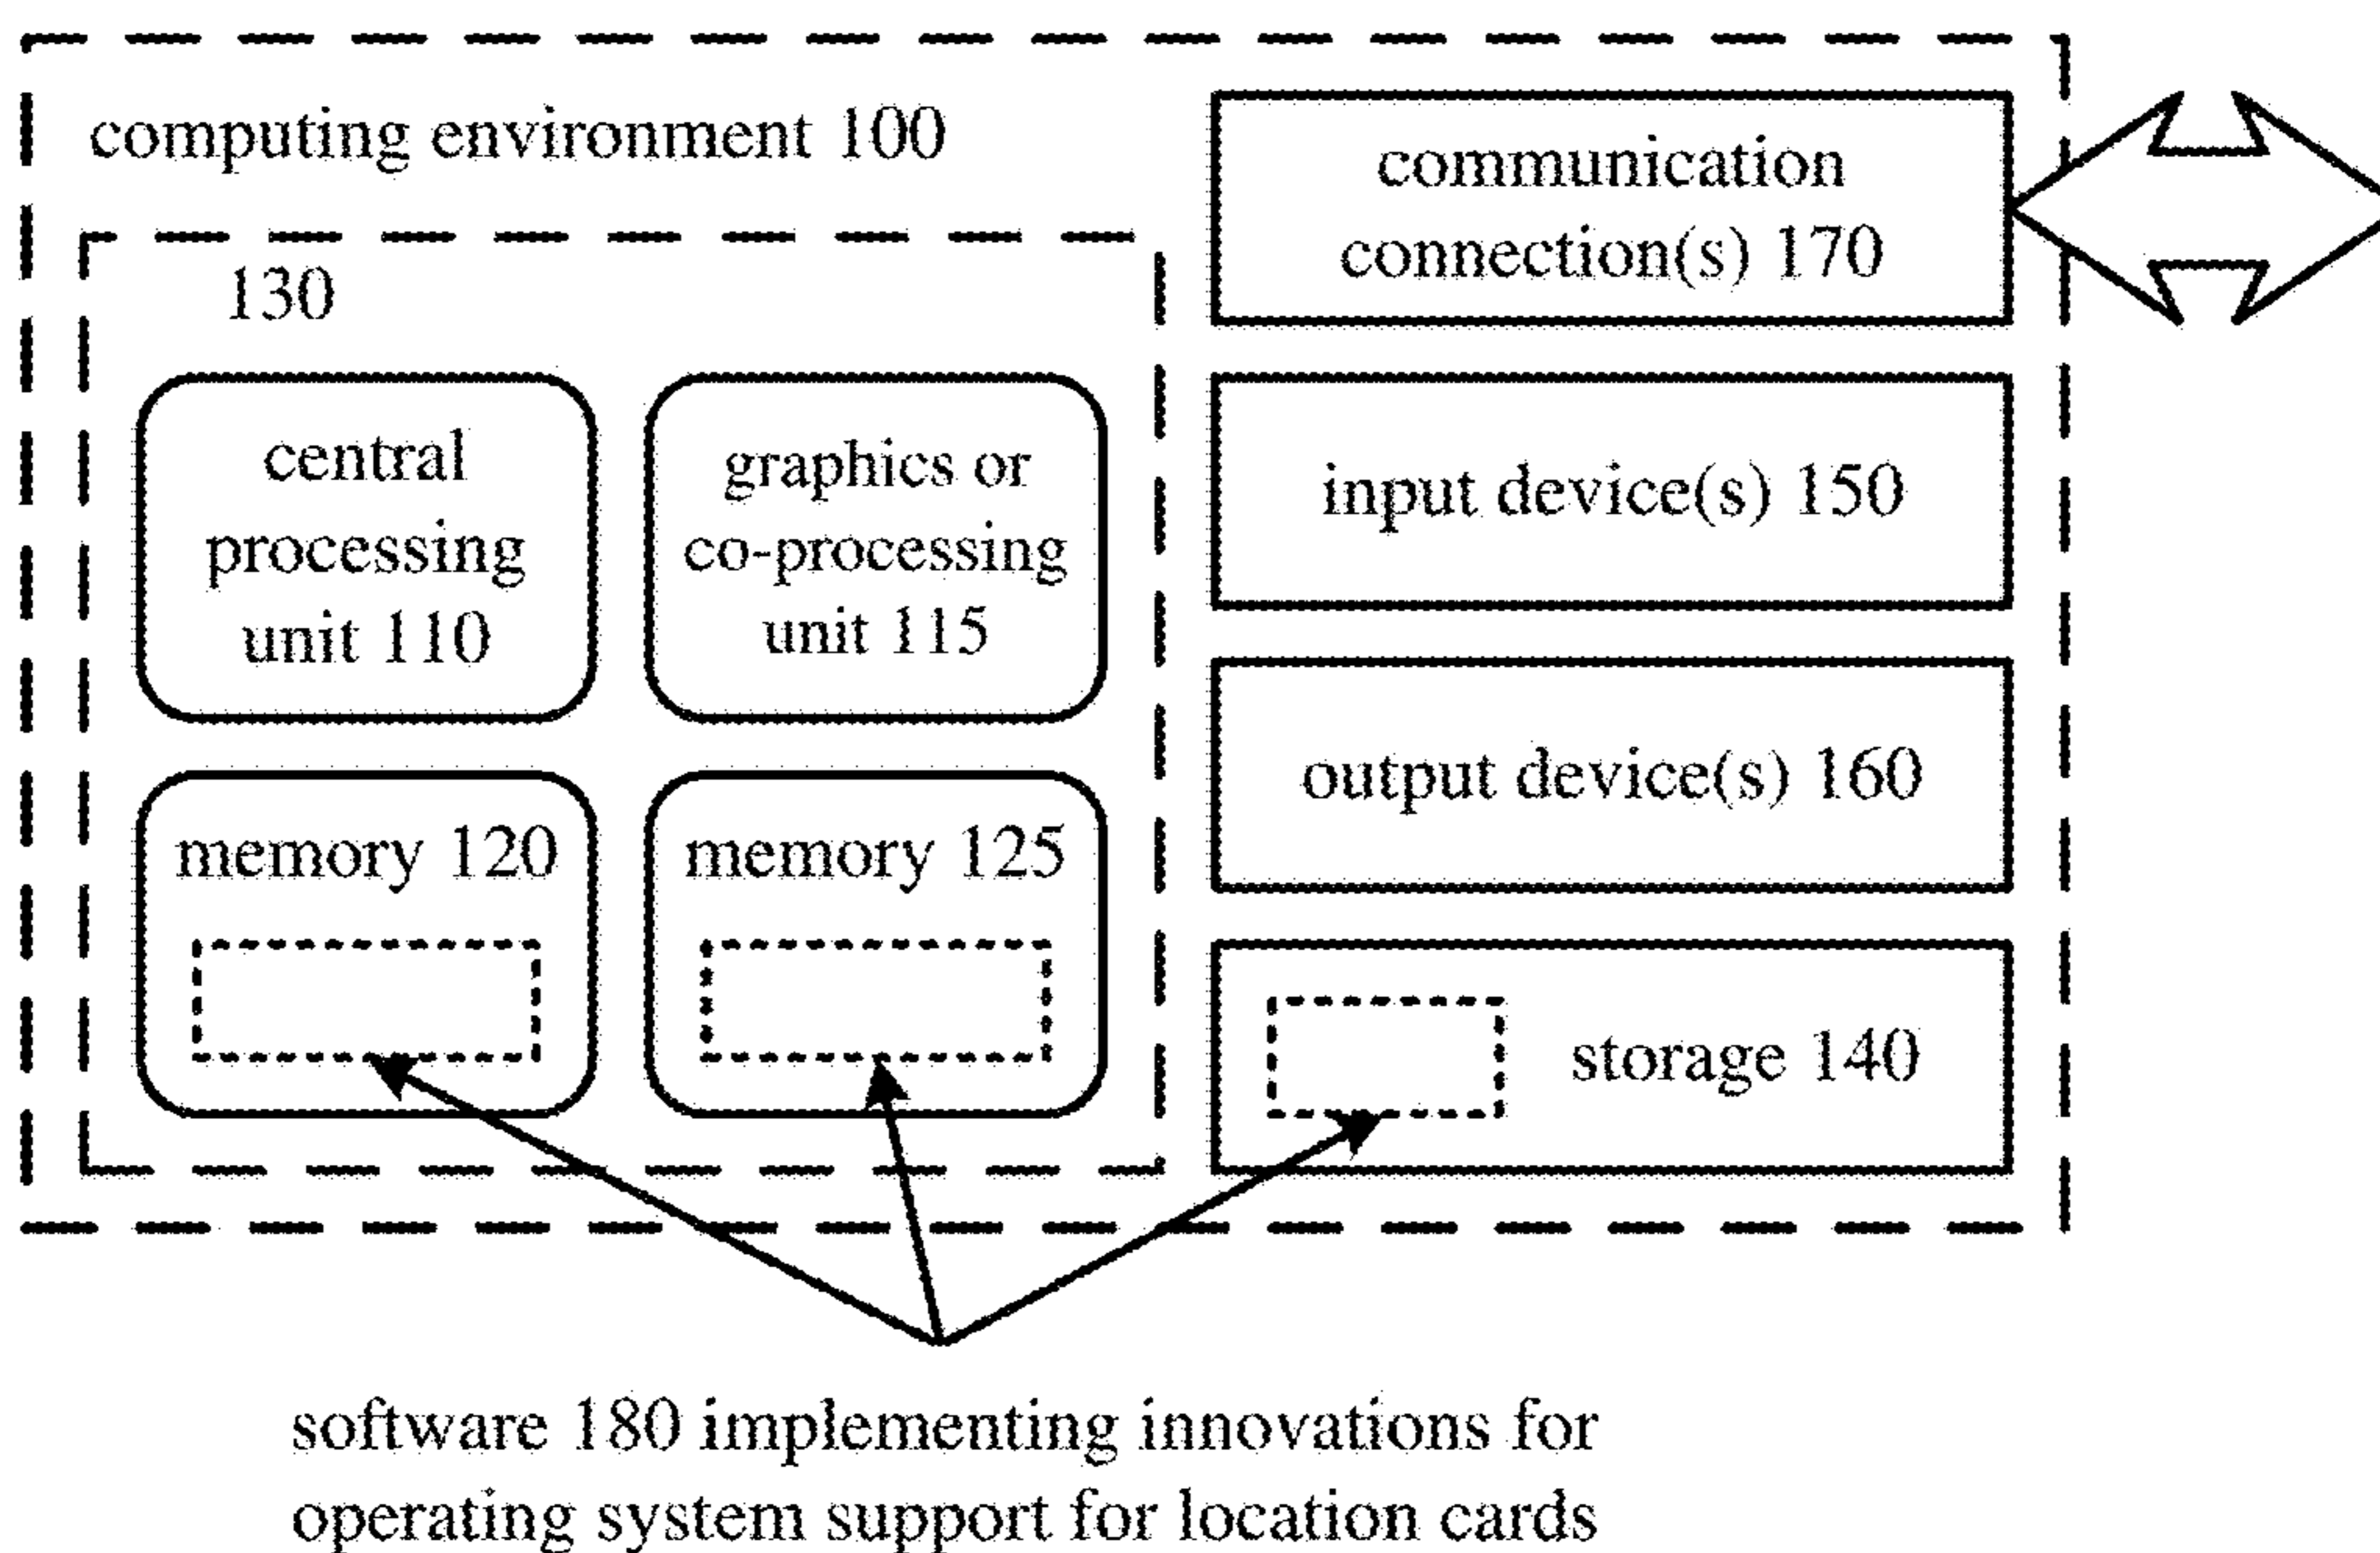 computing environment 100
130
central
processing
unit 110
graphics or
co-processing
unit 115
memory 120
memory 125
communication
connection(s) 170
input device(s) 150
output device(s) 160
storage 140
software 180 implementing innovations for
operating system support for location cards